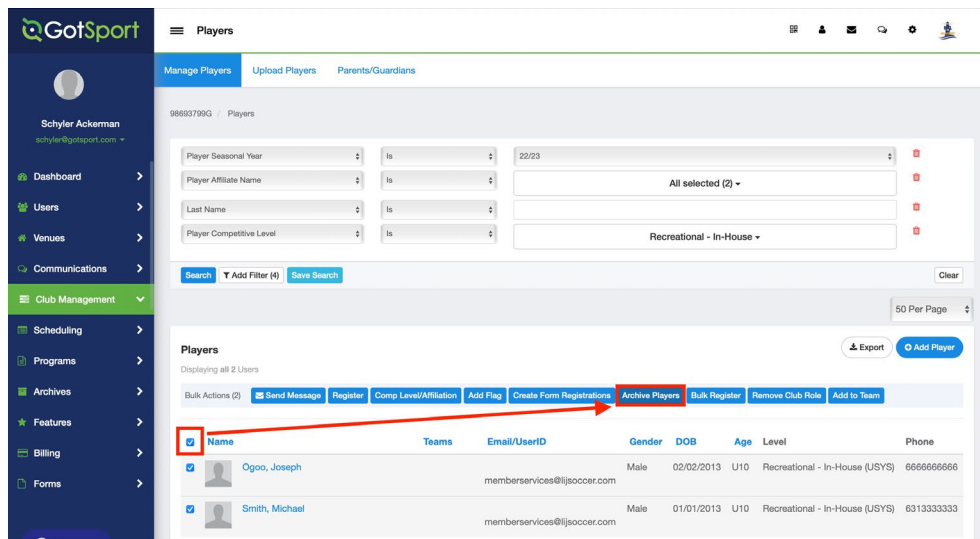 GotSport
Players
Schyler Ackerman
schyler@gotsport.com
Dashboard
Users
Venues
Communications
Club Management
Scheduling
Programs
Archives
Features
Billing
Forms
Manage Players Upload Players Parents/Guardians
98693799G / Players
Player Seasonal Year Is 22/23
Player Affiliate Name Is All selected (2)
Last Name Is
Player Competitive Level Is Recreational - In-House
Search Add Filter (4) Save Search Clear
50 Per Page
Players Export Add Player
Displaying all 2 Users
Bulk Actions (2) Send Message Register Comp Level/Affiliation Add Flag Create Form Registrations Archive Players Bulk Register Remove Club Role Add to Team
Name Teams Email/UserID Gender DOB Age Level Phone
Ogoo, Joseph Male 02/02/2013 U10 Recreational - In-House (USYS) 6666666666
memberservices@lijsoccer.com
Smith, Michael Male 01/01/2013 U10 Recreational - In-House (USYS) 6313333333
memberservices@lijsoccer.com